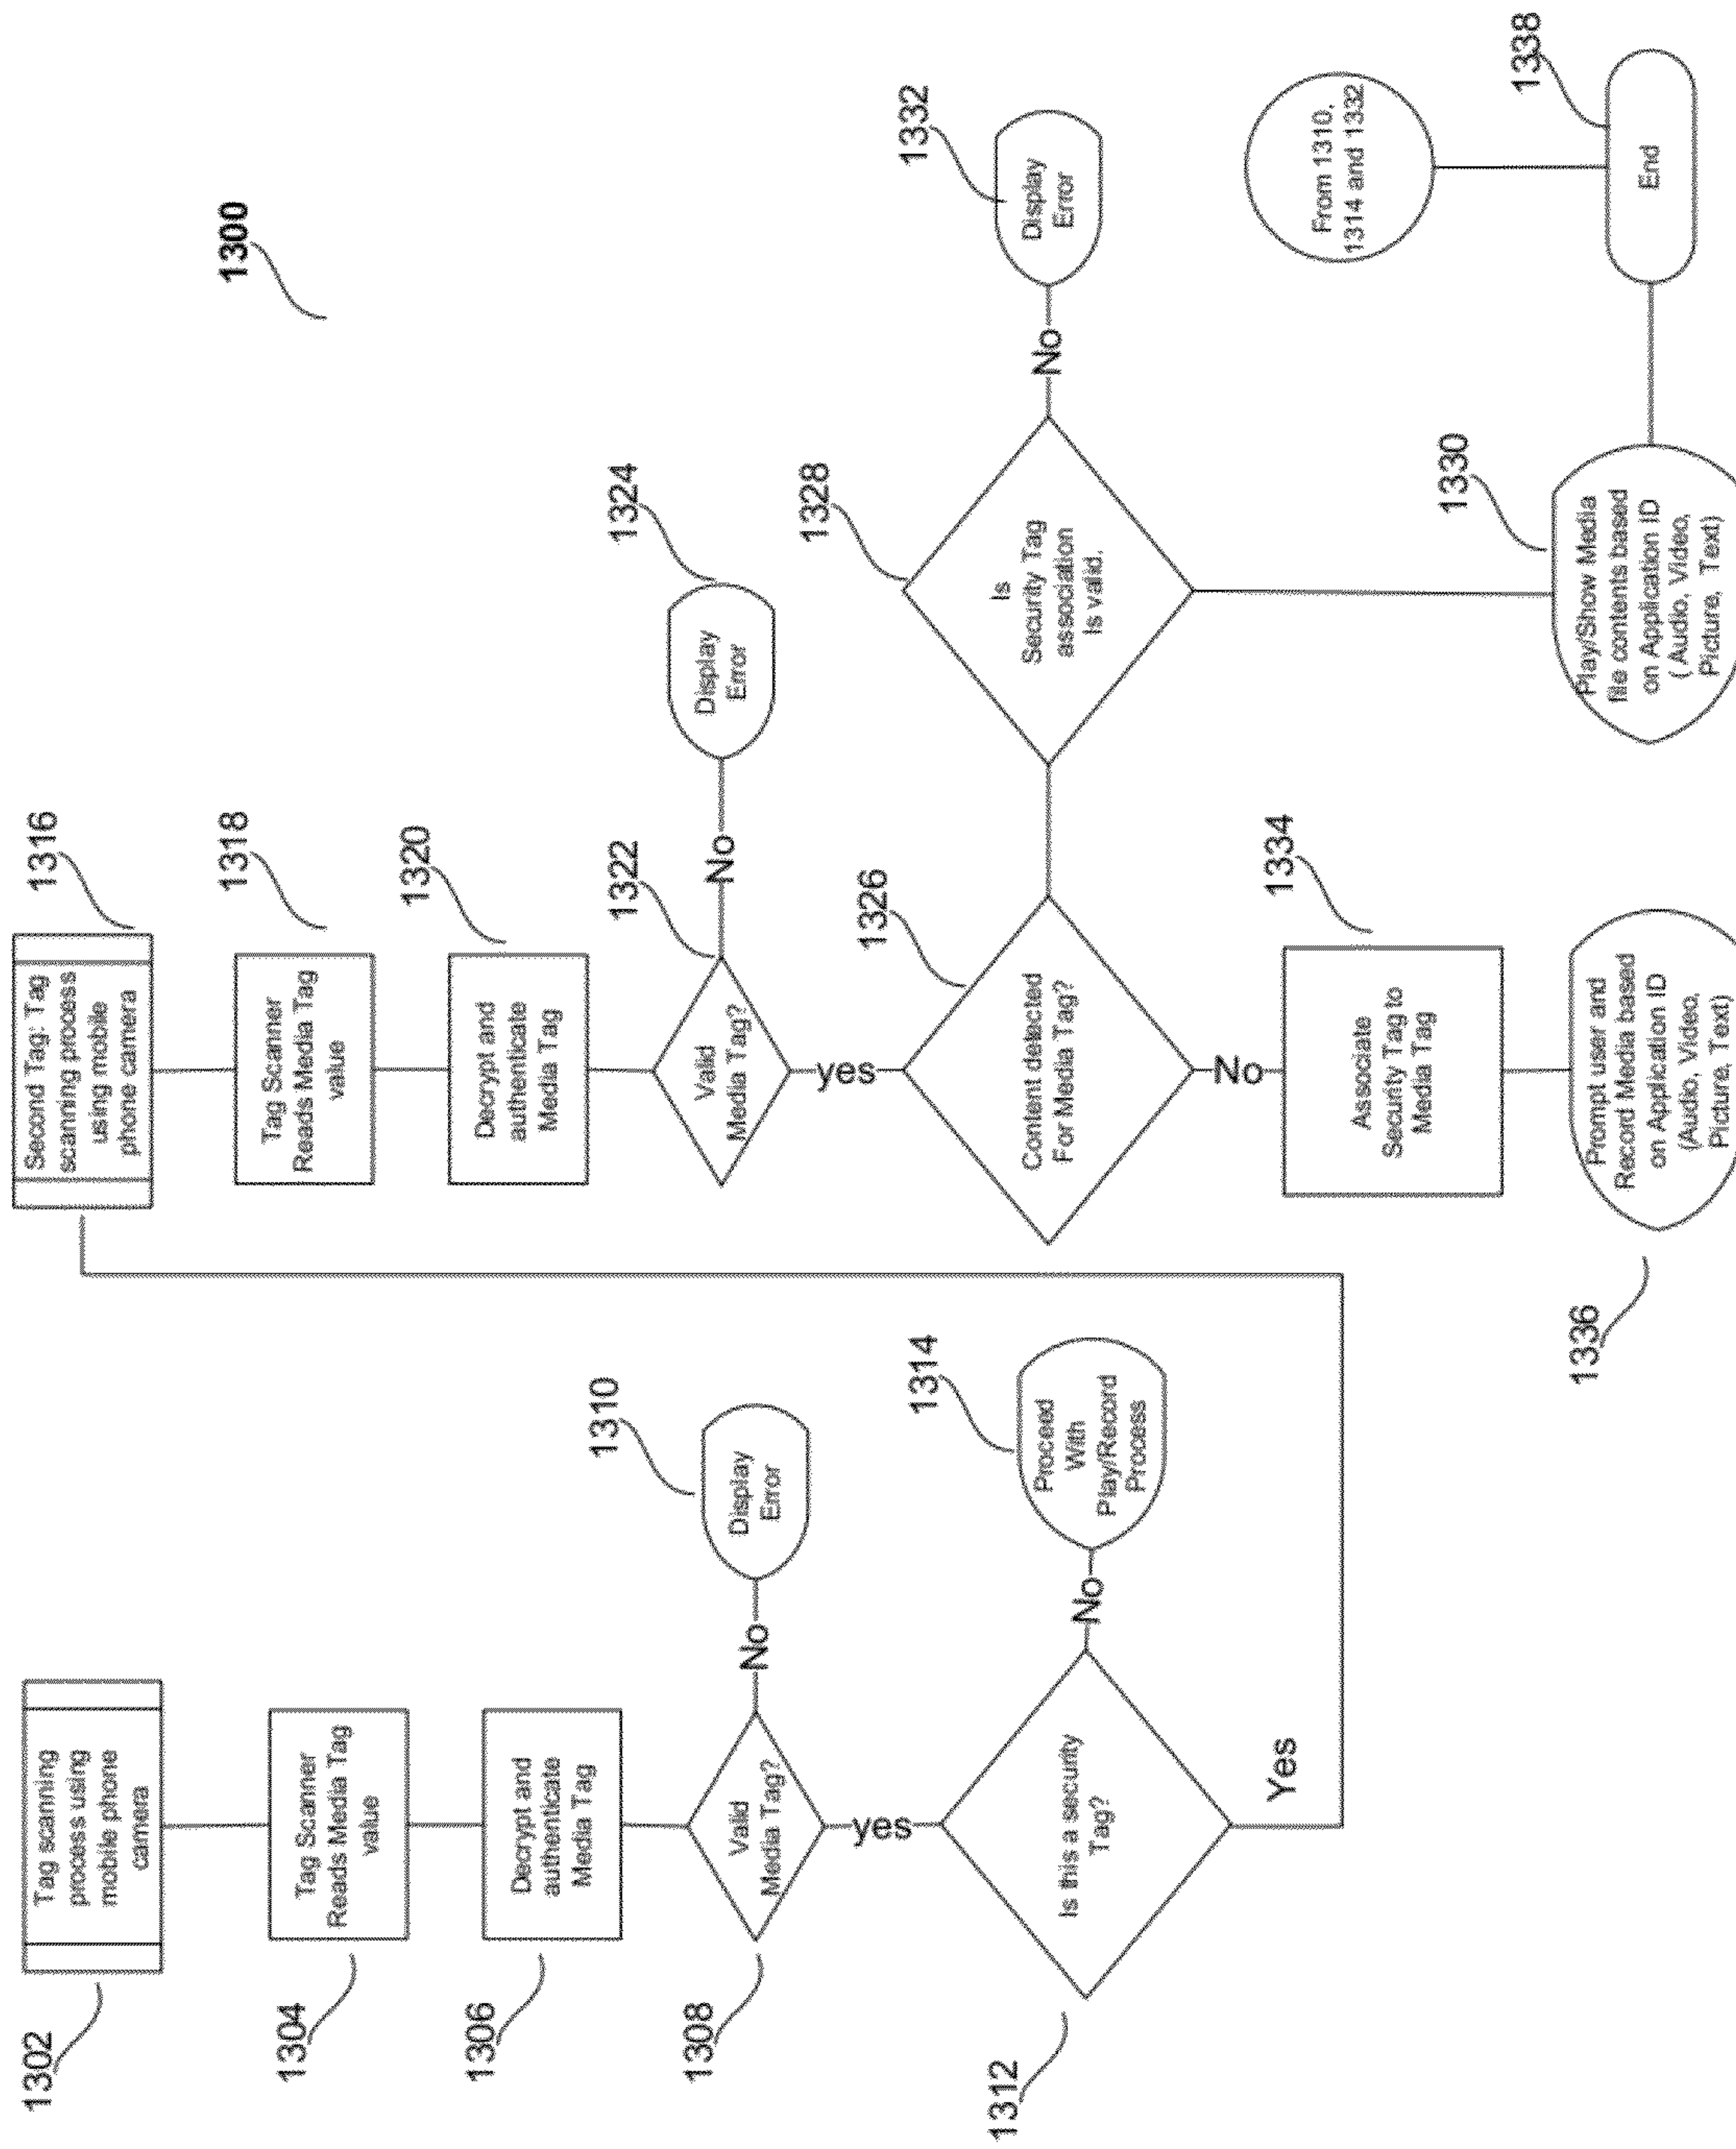 1300
1302
Tag scanning
process using
mobile phone
camera
1304
Tag Scanner
Reads Media Tag
value
1306
Decrypt and
authenticate
Media Tag
1308
Valid
Media Tag?
No
1310
Display
Error
yes
1312
Is this a security
Tag?
No
1314
Proceed
With
Play/Record
Process
Yes
1316
Second Tag: Tag
scanning process
using mobile
phone camera
1318
Tag Scanner
Reads Media Tag
value
1320
Decrypt and
authenticate
Media Tag
1322
Valid
Media Tag?
No
1324
Display
Error
yes
1326
Content detected
For Media Tag?
1328
Is
Security Tag
association
Is valid.
No
1332
Display
Error
No
1334
Associate
Security Tag to
Media Tag
1336
Prompt user and
Record Media based
on Application ID
(Audio, Video,
Picture, Text)
1330
Play/Show Media
file contents based
on Application ID
( Audio, Video,
Picture, Text)
From 1310,
1314 and 1332
1338
End